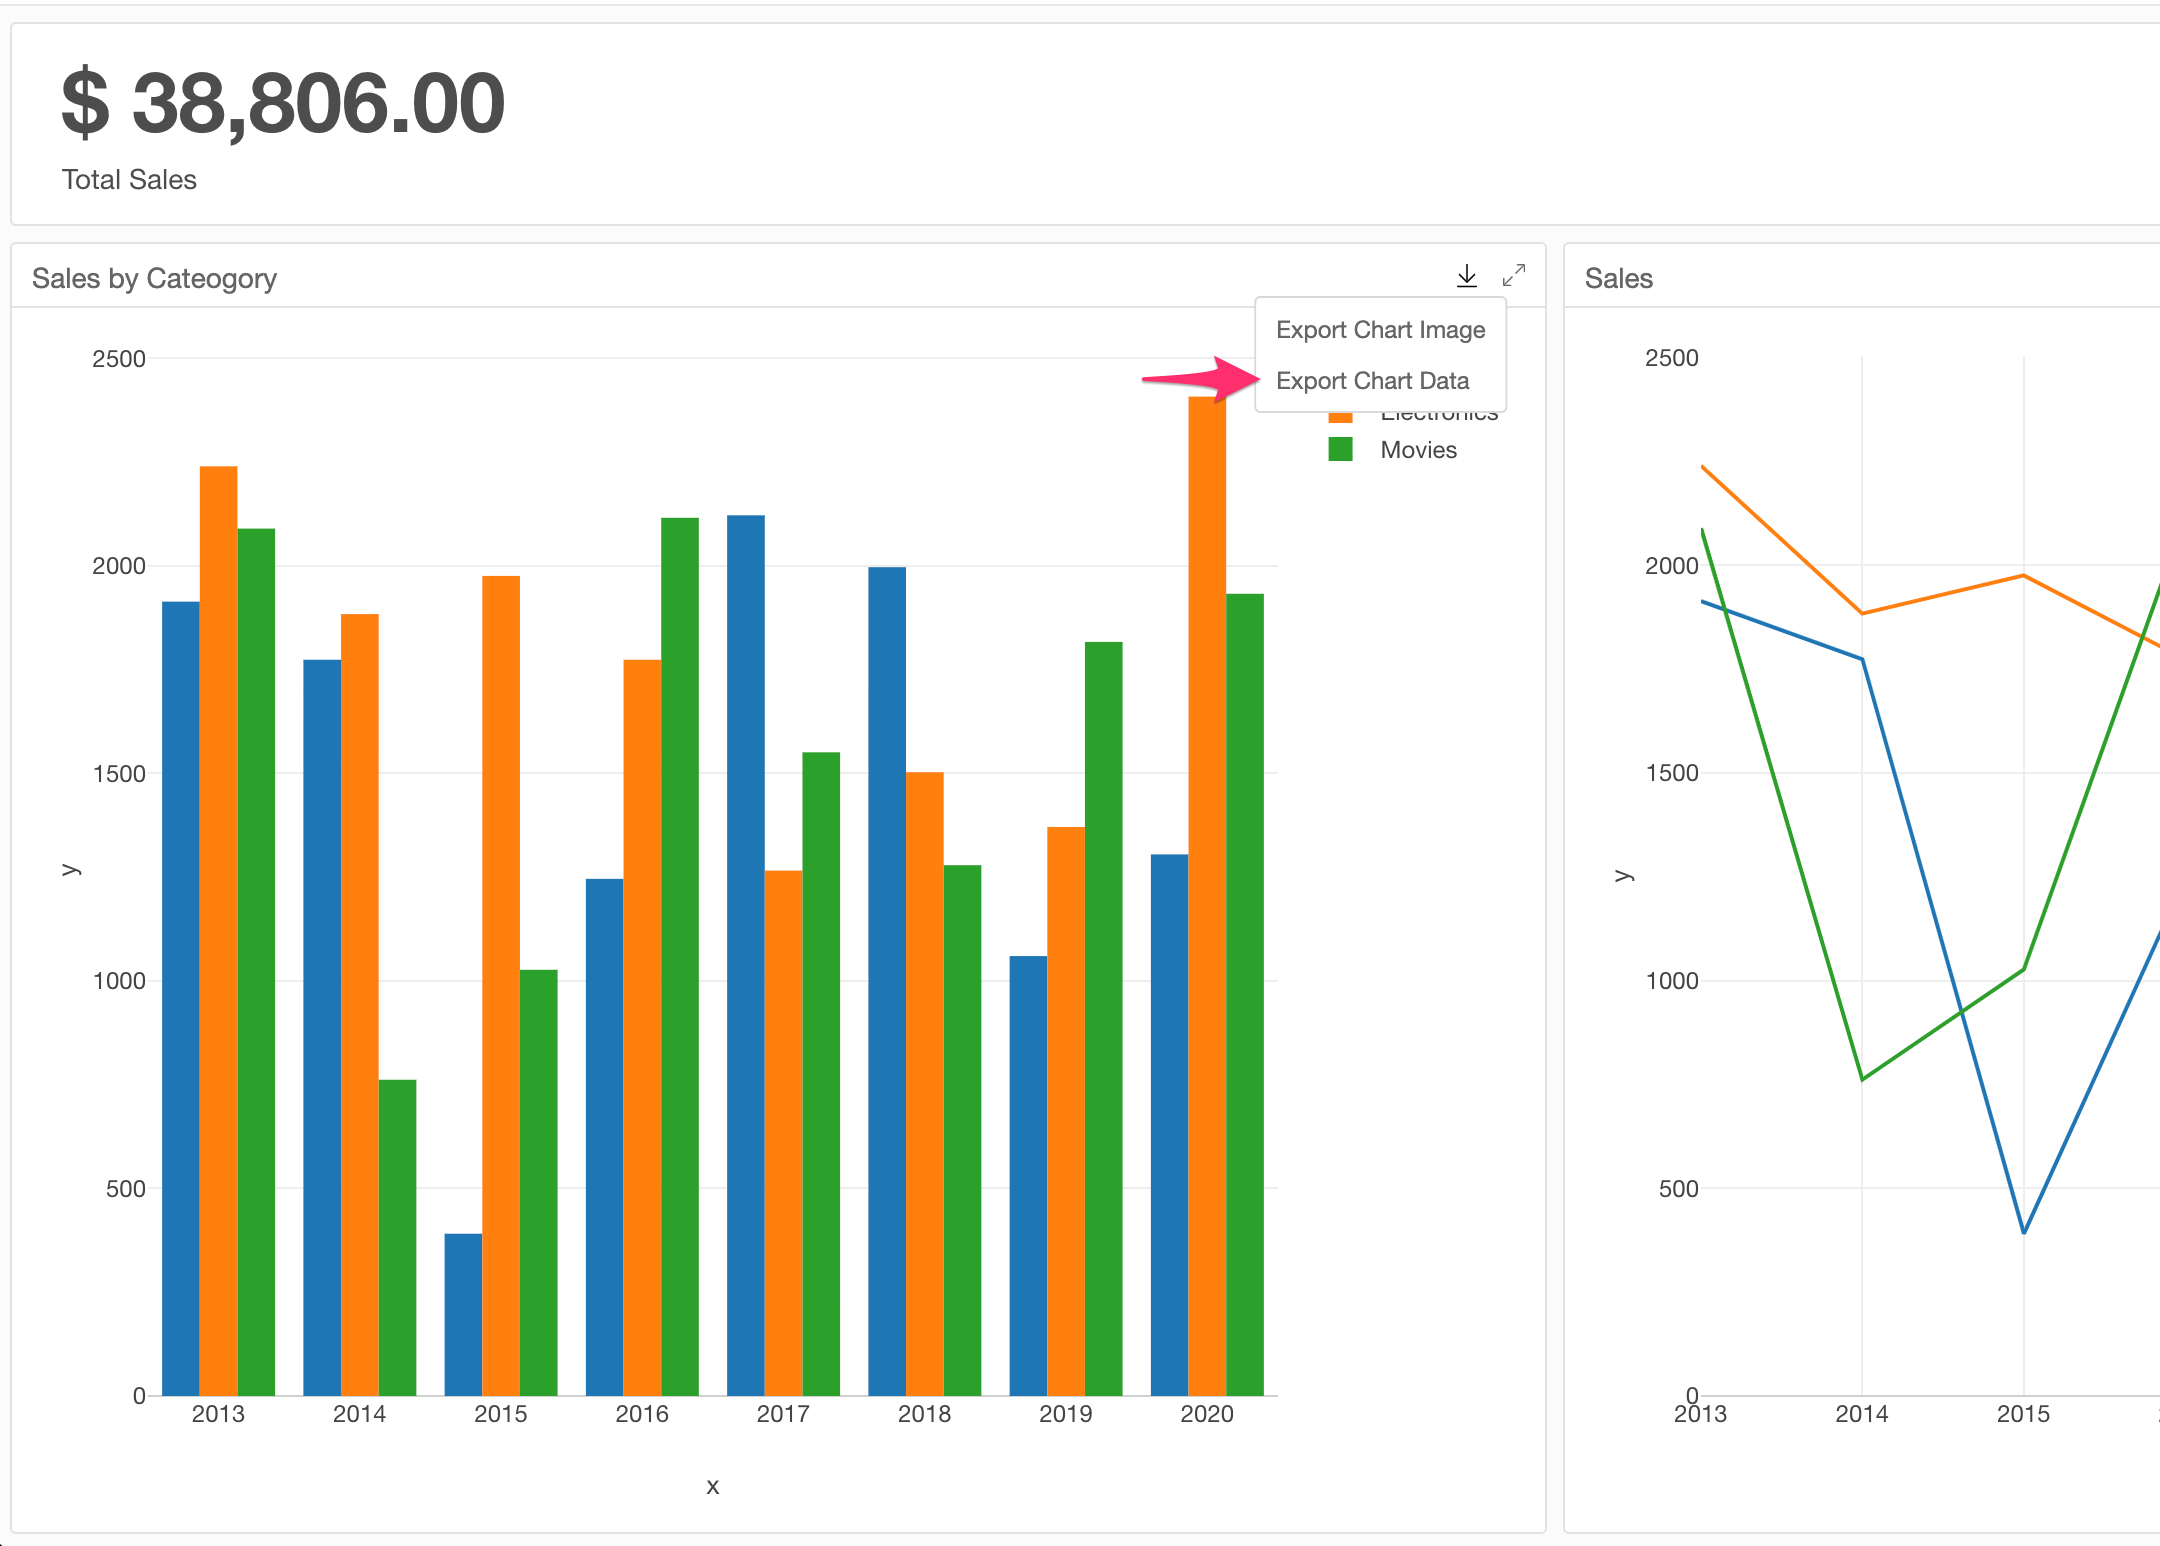 $ 38,806.00
Total Sales
Sales by Cateogory
Export Chart Image
Export Chart Data
Electronics
Movies
2500
2000
1500
1000
500
0
y
2013 2014 2015 2016 2017 2018 2019 2020
x
Sales
2500
2000
1500
1000
500
0
y
2013 2014 2015